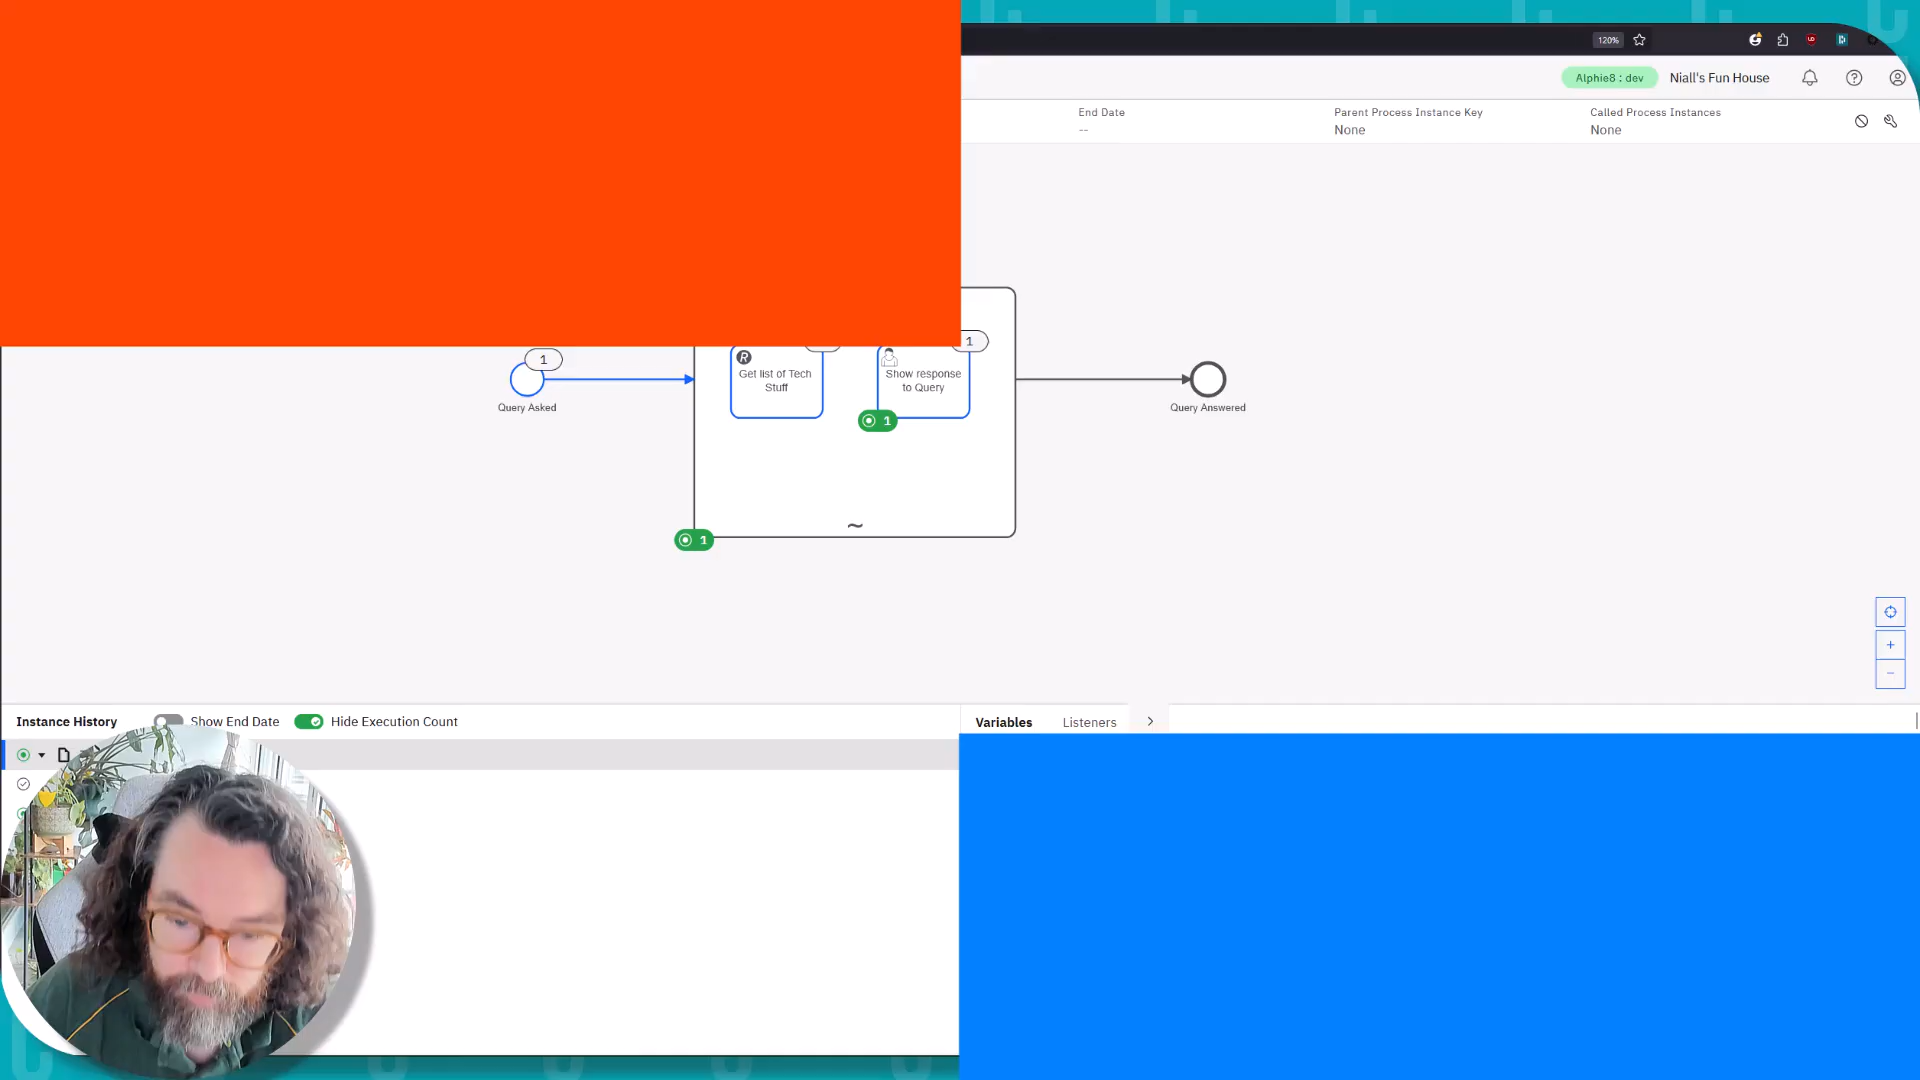 120%
Alphie8 : dev
Niall's Fun House
End Date
--
Parent Process Instance Key
None
Called Process Instances
None
1
1
R
Get list of Tech
Stuff
Show response
to Query
Query Asked
1
Query Answered
1
Instance History
Show End Date
Hide Execution Count
Variables
Listeners